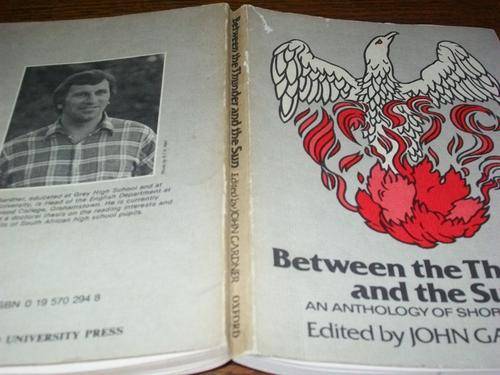 Gardner, educated at Grey High School and at
University, is Head of the English Department at
wood College, Grahamstown. He is currently
a doctoral thesis on the reading interests and
of South African high school pupils.
SBN 0 19 570 294 8
UNIVERSITY PRESS
Between the Thunder and the Sun Edited by JOHN GARDNER OXFORD
Between the Th
and the Su
AN ANTHOLOGY OF SHOR
Edited by JOHN GA